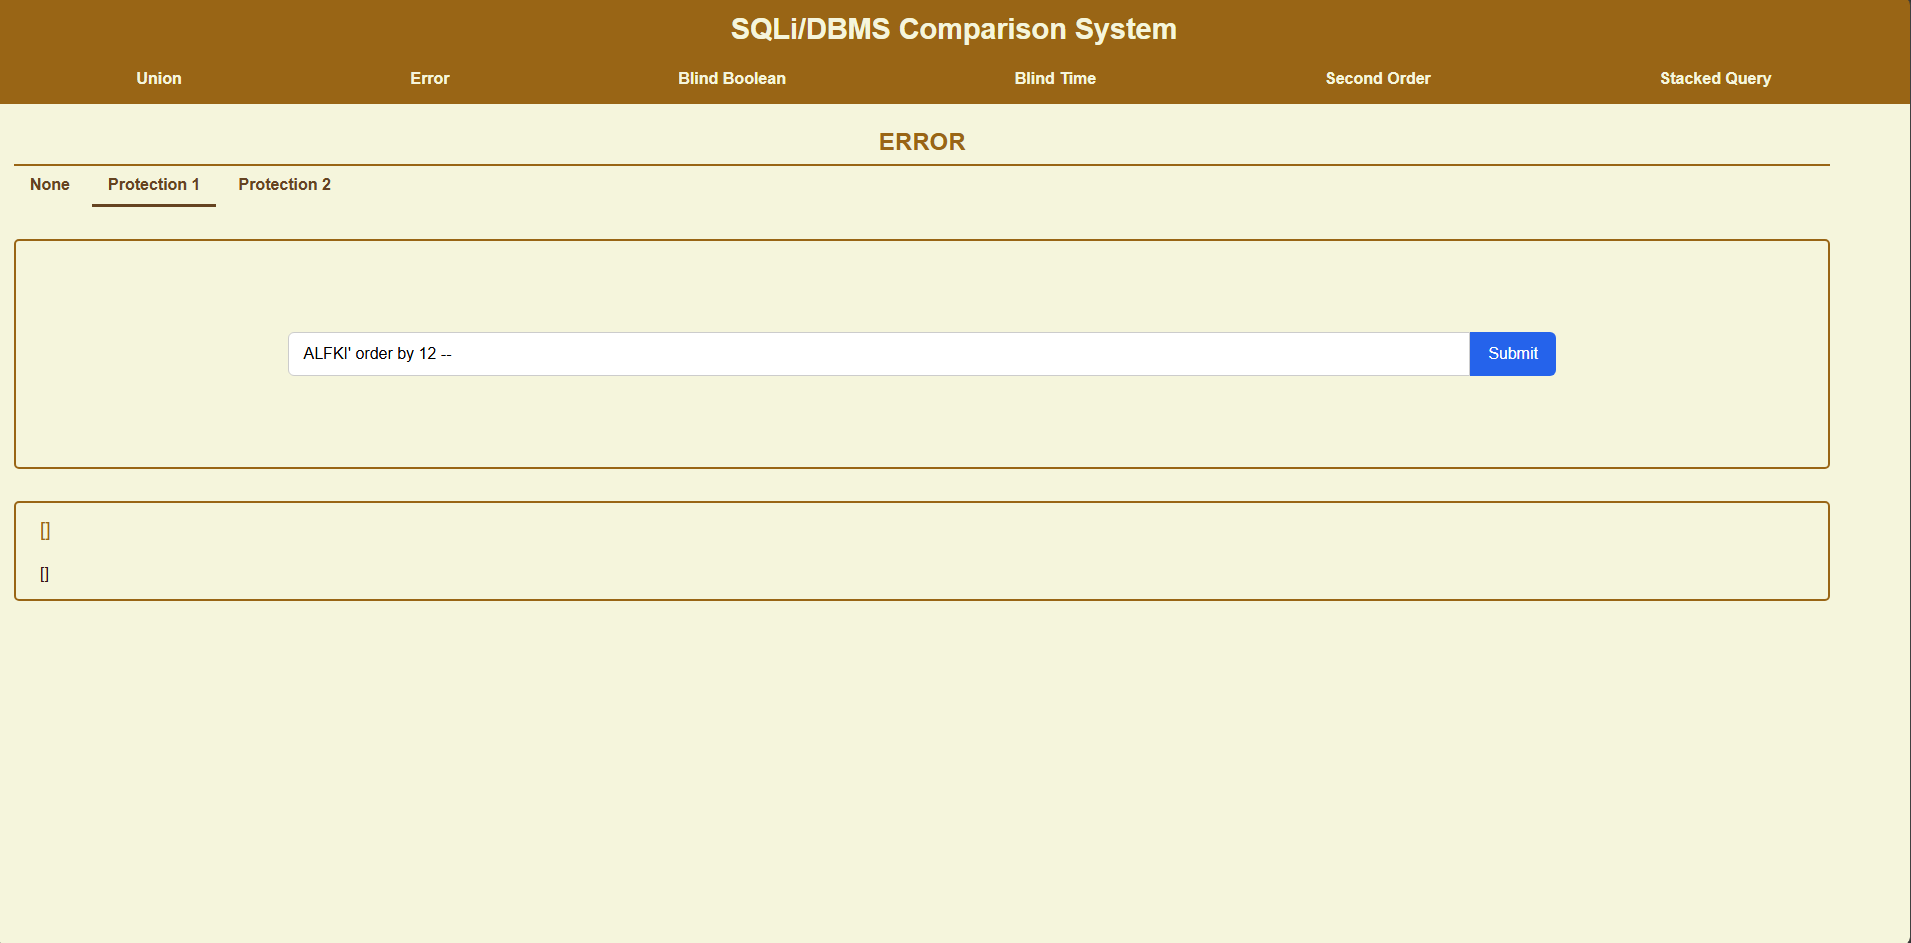 SQLi/DBMS Comparison System
Union Error Blind Boolean Blind Time Second Order Stacked Query
ERROR
None Protection 1 Protection 2
ALFKI' order by 12 --
Submit
[]
[]